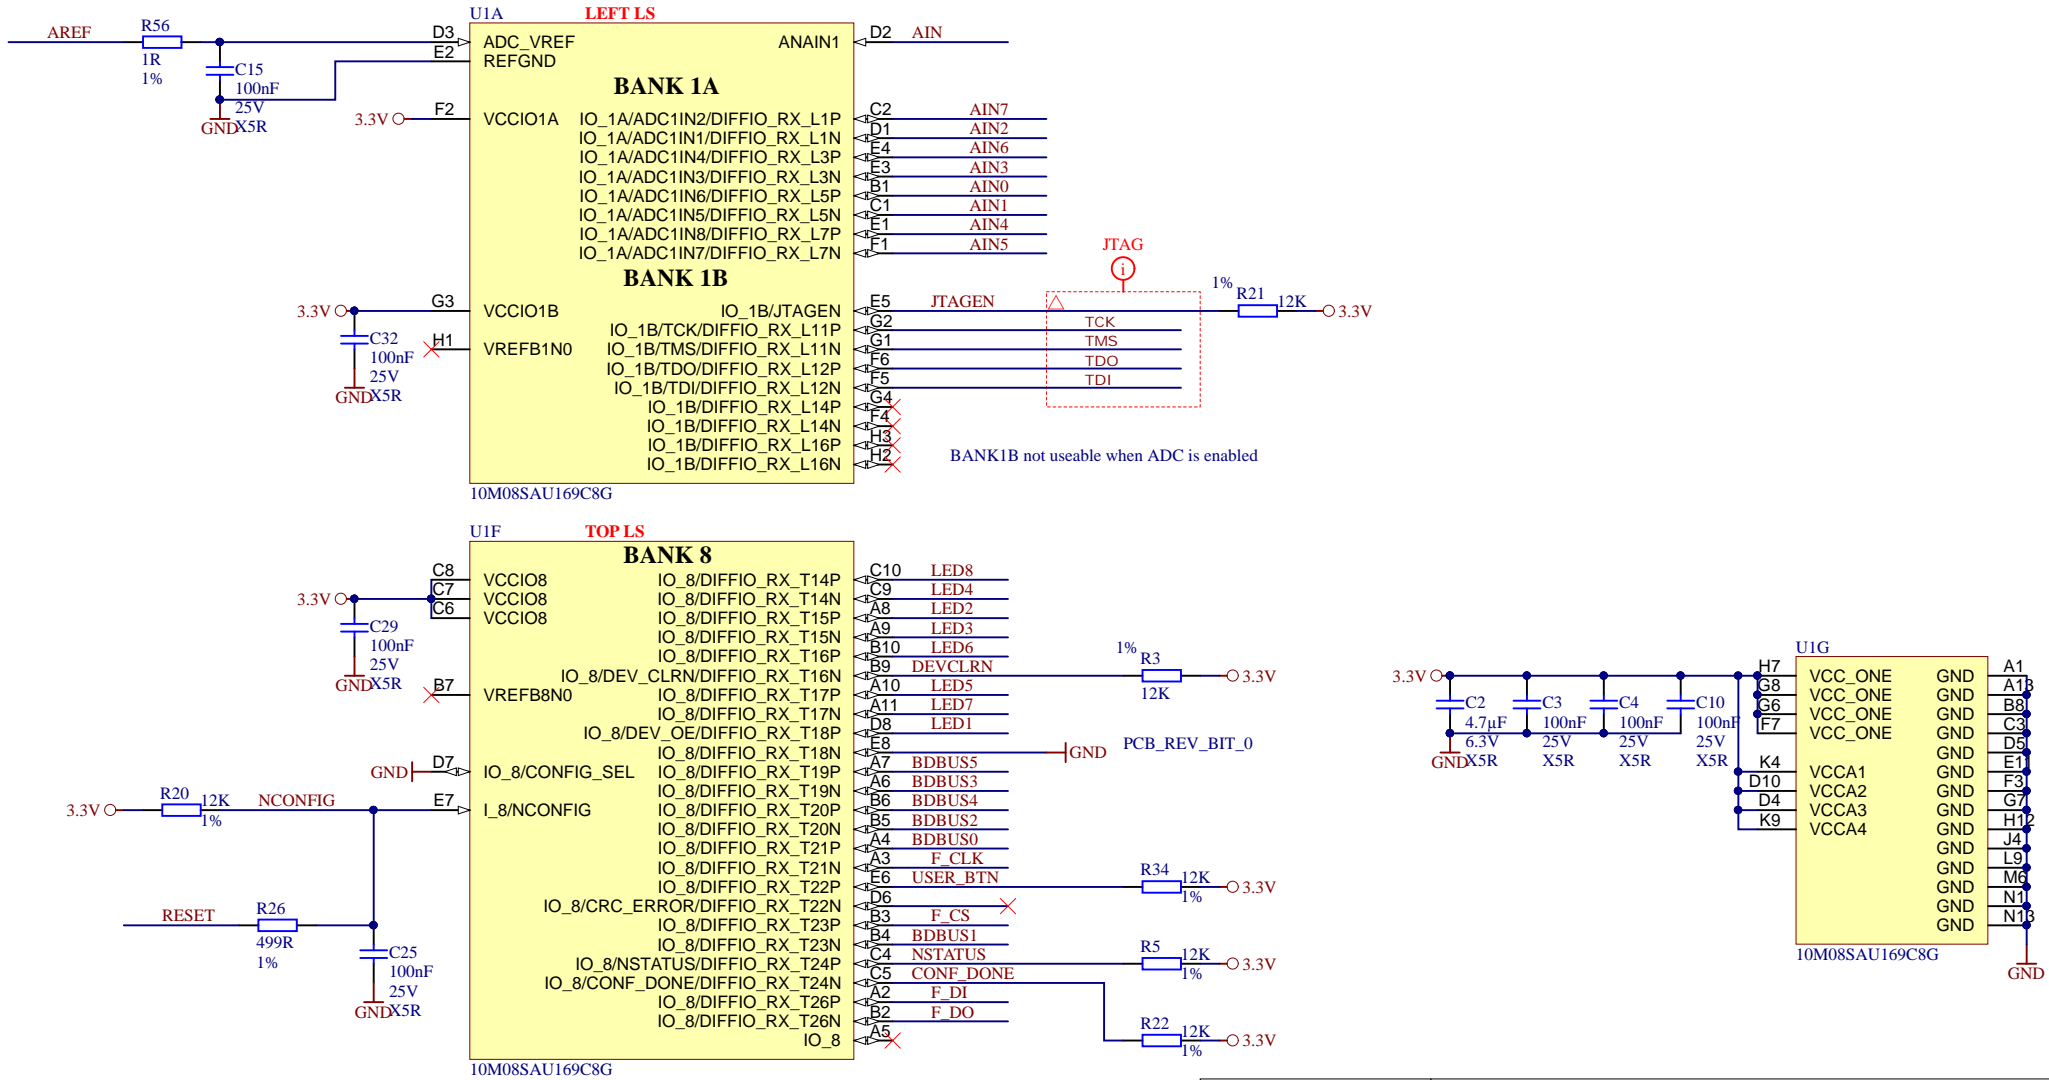 U1A LEFT LS
AREF R56 1R 1%
C15 100nF 25V X5R GND
D3 ADC_VREF ANAIN1 D2 AIN
E2 REFGND
BANK 1A
3.3V F2 VCCIO1A IO_1A/ADC1IN2/DIFFIO_RX_L1P C2 AIN7
IO_1A/ADC1IN1/DIFFIO_RX_L1N D1 AIN2
IO_1A/ADC1IN4/DIFFIO_RX_L3P E4 AIN6
IO_1A/ADC1IN3/DIFFIO_RX_L3N E3 AIN3
IO_1A/ADC1IN6/DIFFIO_RX_L5P B1 AIN0
IO_1A/ADC1IN5/DIFFIO_RX_L5N C1 AIN1
IO_1A/ADC1IN8/DIFFIO_RX_L7P E1 AIN4
IO_1A/ADC1IN7/DIFFIO_RX_L7N F1 AIN5
JTAG
i
BANK 1B
3.3V G3 VCCIO1B IO_1B/JTAGEN E5 JTAGEN 1% R21 12K 3.3V
C32 100nF 25V X5R GND
IO_1B/TCK/DIFFIO_RX_L11P G2 TCK
H1 VREFB1N0 IO_1B/TMS/DIFFIO_RX_L11N G1 TMS
IO_1B/TDO/DIFFIO_RX_L12P F6 TDO
IO_1B/TDI/DIFFIO_RX_L12N F5 TDI
IO_1B/DIFFIO_RX_L14P G4
IO_1B/DIFFIO_RX_L14N F4
IO_1B/DIFFIO_RX_L16P H3
IO_1B/DIFFIO_RX_L16N H2
BANK1B not useable when ADC is enabled
10M08SAU169C8G
U1F TOP LS
BANK 8
C8 VCCIO8 IO_8/DIFFIO_RX_T14P C10 LED8
3.3V C7 VCCIO8 IO_8/DIFFIO_RX_T14N C9 LED4
C6 VCCIO8 IO_8/DIFFIO_RX_T15P A8 LED2
C29 100nF 25V X5R GND
IO_8/DIFFIO_RX_T15N A9 LED3
IO_8/DIFFIO_RX_T16P B10 LED6
IO_8/DEV_CLRN/DIFFIO_RX_T16N B9 DEVCLRN 1% R3 12K 3.3V
B7 VREFB8N0 IO_8/DIFFIO_RX_T17P A10 LED5
IO_8/DIFFIO_RX_T17N A11 LED7
IO_8/DEV_OE/DIFFIO_RX_T18P D8 LED1
IO_8/DIFFIO_RX_T18N E8 GND PCB_REV_BIT_0
GND D7 IO_8/CONFIG_SEL IO_8/DIFFIO_RX_T19P A7 BDBUS5
IO_8/DIFFIO_RX_T19N A6 BDBUS3
3.3V R20 12K 1% NCONFIG E7 I_8/NCONFIG IO_8/DIFFIO_RX_T20P B6 BDBUS4
IO_8/DIFFIO_RX_T20N B5 BDBUS2
IO_8/DIFFIO_RX_T21P A4 BDBUS0
IO_8/DIFFIO_RX_T21N A3 F_CLK
IO_8/DIFFIO_RX_T22P E6 USER_BTN R34 12K 1% 3.3V
IO_8/CRC_ERROR/DIFFIO_RX_T22N D6
RESET R26 499R 1% IO_8/DIFFIO_RX_T23P B3 F_CS
IO_8/DIFFIO_RX_T23N B4 BDBUS1
C25 100nF 25V X5R GND
IO_8/NSTATUS/DIFFIO_RX_T24P C4 NSTATUS R5 12K 1% 3.3V
IO_8/CONF_DONE/DIFFIO_RX_T24N C5 CONF_DONE
IO_8/DIFFIO_RX_T26P A2 F_DI
IO_8/DIFFIO_RX_T26N B2 F_DO
IO_8 A5
R22 12K 1% 3.3V
10M08SAU169C8G
U1G
3.3V H7 VCC_ONE GND A1
G8 VCC_ONE GND A13
G6 VCC_ONE GND B8
F7 VCC_ONE GND C3
C2 4.7µF 6.3V X5R
C3 100nF 25V X5R
C4 100nF 25V X5R
C10 100nF 25V X5R
GND
GND D5
K4 VCCA1 GND E11
D10 VCCA2 GND F3
D4 VCCA3 GND G7
K9 VCCA4 GND H12
GND J4
GND L9
GND M6
GND N1
GND N13
10M08SAU169C8G
GND